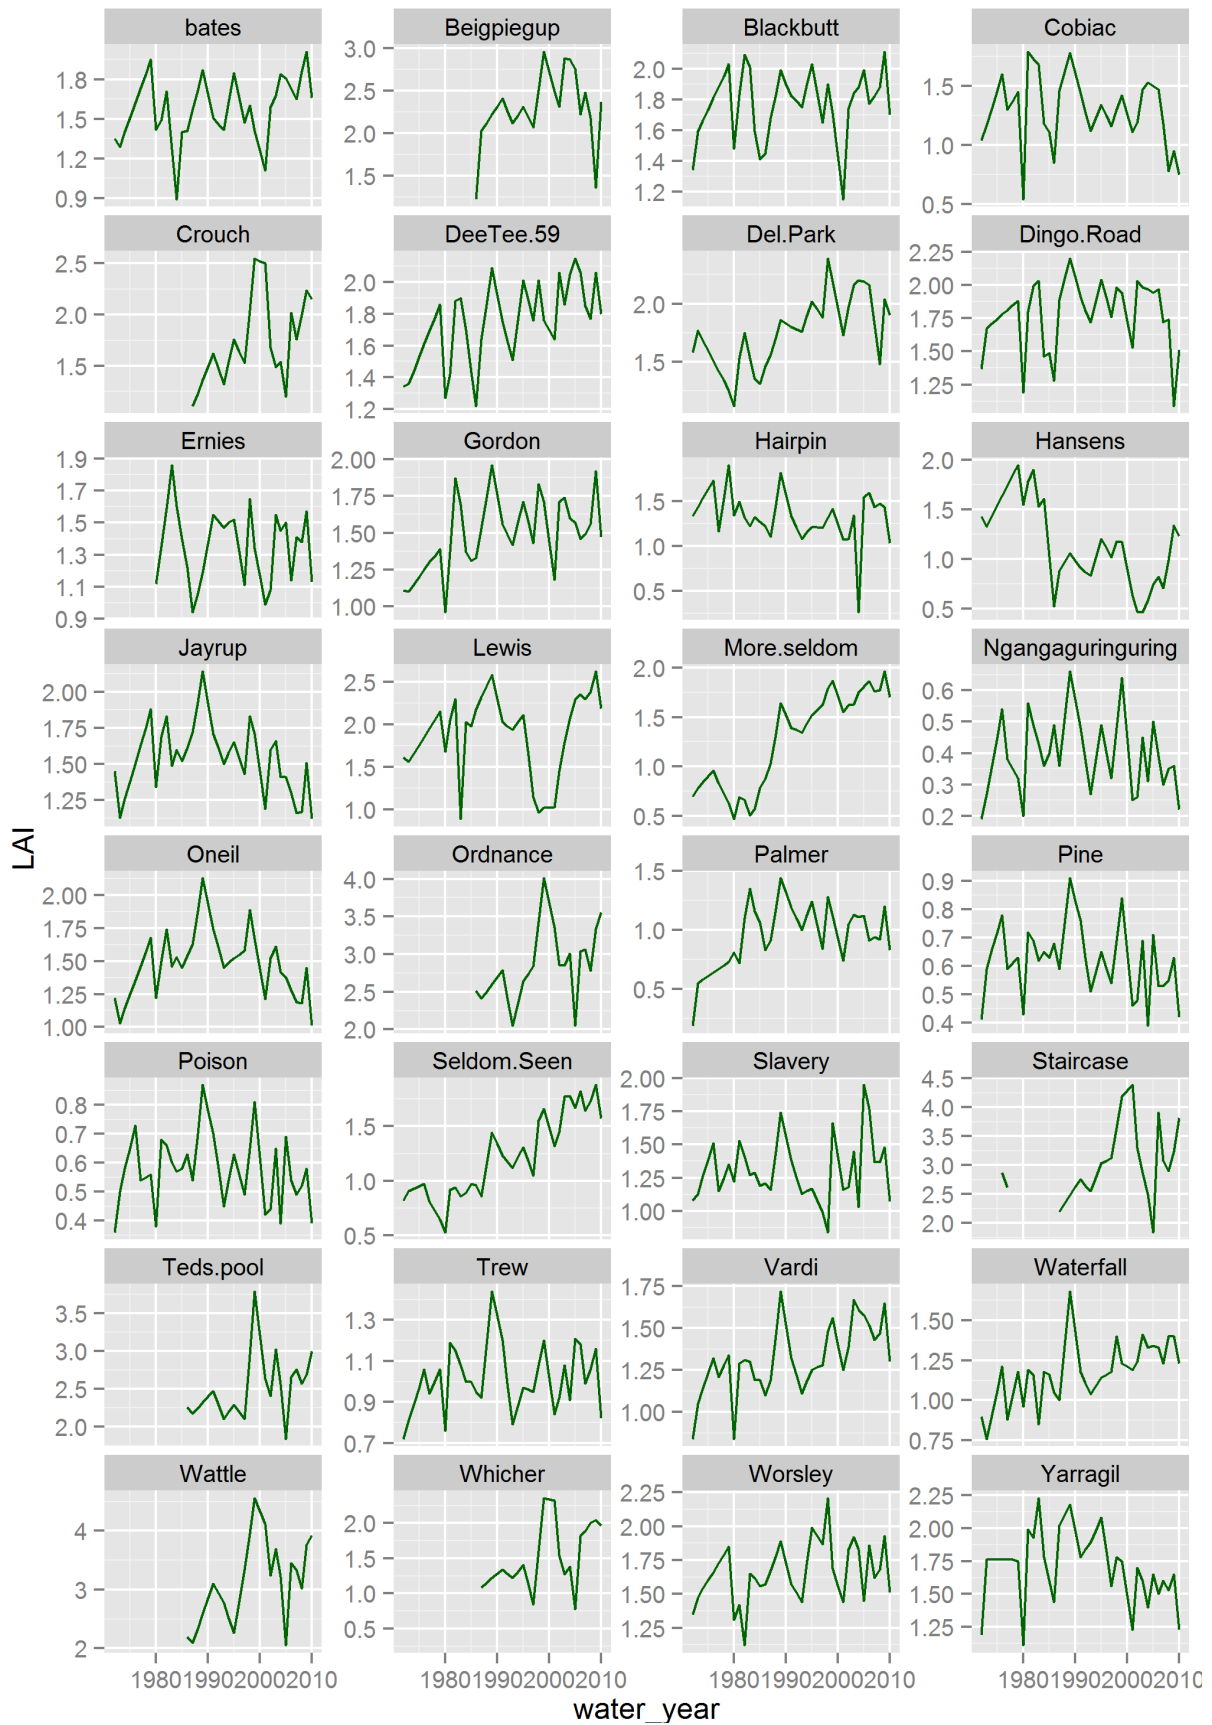 bates Beigpiegup Blackbutt Cobiac
1.8 3.0 2.0 1.5
1.5 2.5 1.8 1.0
1.2 2.0 1.6 0.5
0.9 1.5 1.4
1.2
Crouch DeeTee.59 Del.Park Dingo.Road
2.5 2.0 2.0 2.25
2.0 1.8 1.5 2.00
1.5 1.6 1.75
1.4 1.50
1.2 1.25
Ernies Gordon Hairpin Hansens
1.9 2.00 1.5 2.0
1.7 1.75 1.0 1.5
1.5 1.50 0.5 1.0
1.3 1.25 0.5
1.1 1.00
0.9
Jayrup Lewis More.seldom Ngangaguringuring
2.00 2.5 2.0 0.6
1.75 2.0 1.5 0.5
1.50 1.5 1.0 0.4
1.25 1.0 0.5 0.3
0.2
LAI
Oneil Ordnance Palmer Pine
2.00 4.0 1.5 0.9
1.75 3.5 1.0 0.8
1.50 3.0 0.5 0.7
1.25 2.5 0.6
1.00 2.0 0.5
0.4
Poison Seldom.Seen Slavery Staircase
0.8 1.5 2.00 4.5
0.7 1.0 1.75 4.0
0.6 0.5 1.50 3.5
0.5 1.25 3.0
0.4 1.00 2.5
2.0
Teds.pool Trew Vardi Waterfall
3.5 1.3 1.75 1.50
3.0 1.1 1.50 1.25
2.5 0.9 1.25 1.00
2.0 0.7 1.00 0.75
Wattle Whicher Worsley Yarragil
4 2.0 2.25 2.25
3 1.5 2.00 2.00
2 1.0 1.75 1.75
0.5 1.50 1.50
1.25 1.25
1980 1990 2000 2010 1980 1990 2000 2010 1980 1990 2000 2010 1980 1990 2000 2010
water_year